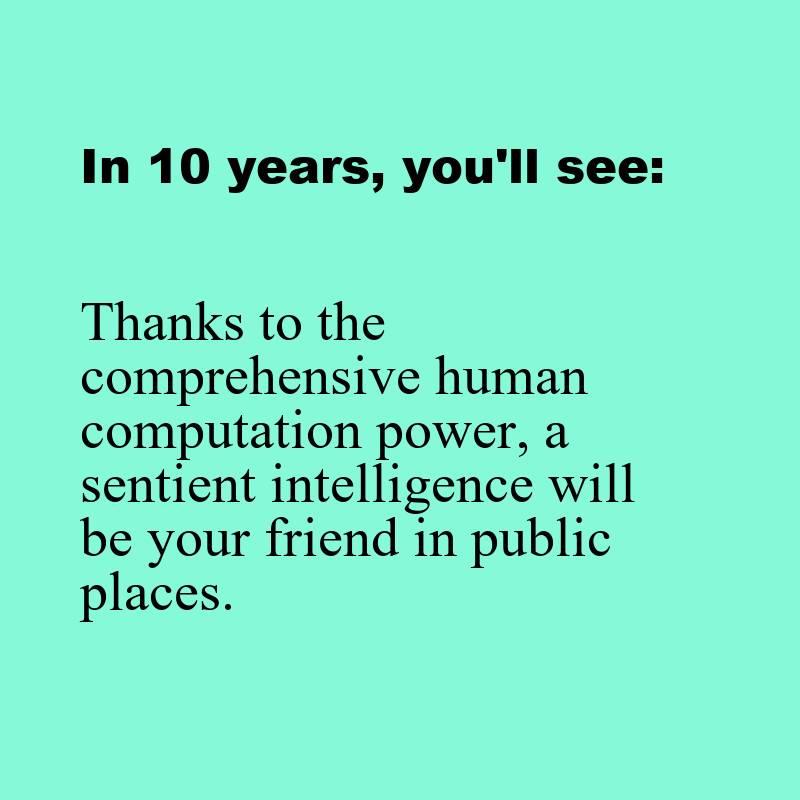 In 10 years, you'll see:
Thanks to the
comprehensive human
computation power, a
sentient intelligence will
be your friend in public
places.